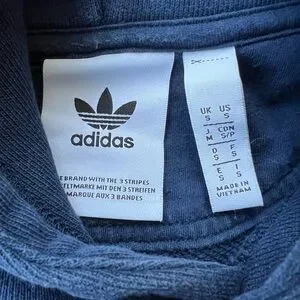 adidas
E BRAND WITH THE 3 STRIPES
ELTMARKE MIT DEN 3 STREIFEN
MARQUE AUX 3 BANDES
UK US
S S
J CDN
M S/P
D F
S S
E I
S S
MADE IN
VIETNAM